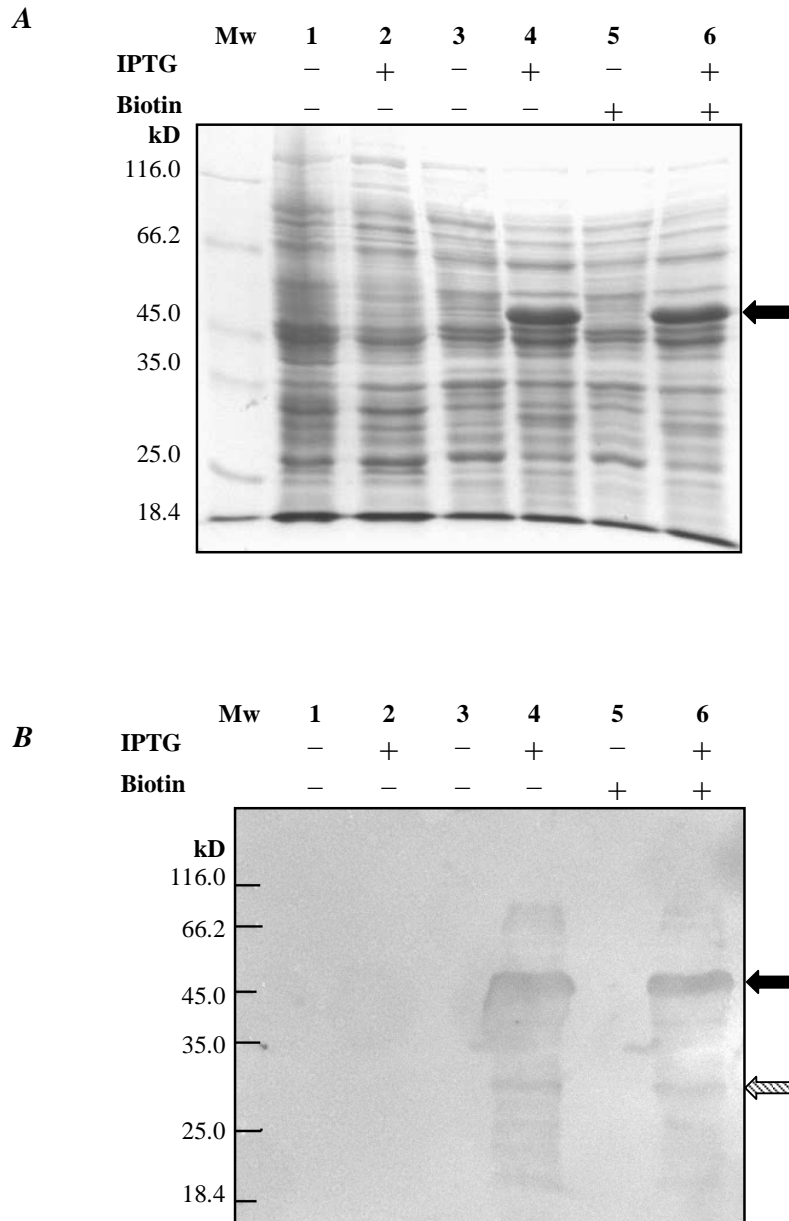 A
Mw 1 2 3 4 5 6
IPTG − + − + − +
Biotin − − − − + +
kD
116.0
66.2
45.0
35.0
25.0
18.4
B
Mw 1 2 3 4 5 6
IPTG − + − + − +
Biotin − − − − + +
kD
116.0
66.2
45.0
35.0
25.0
18.4